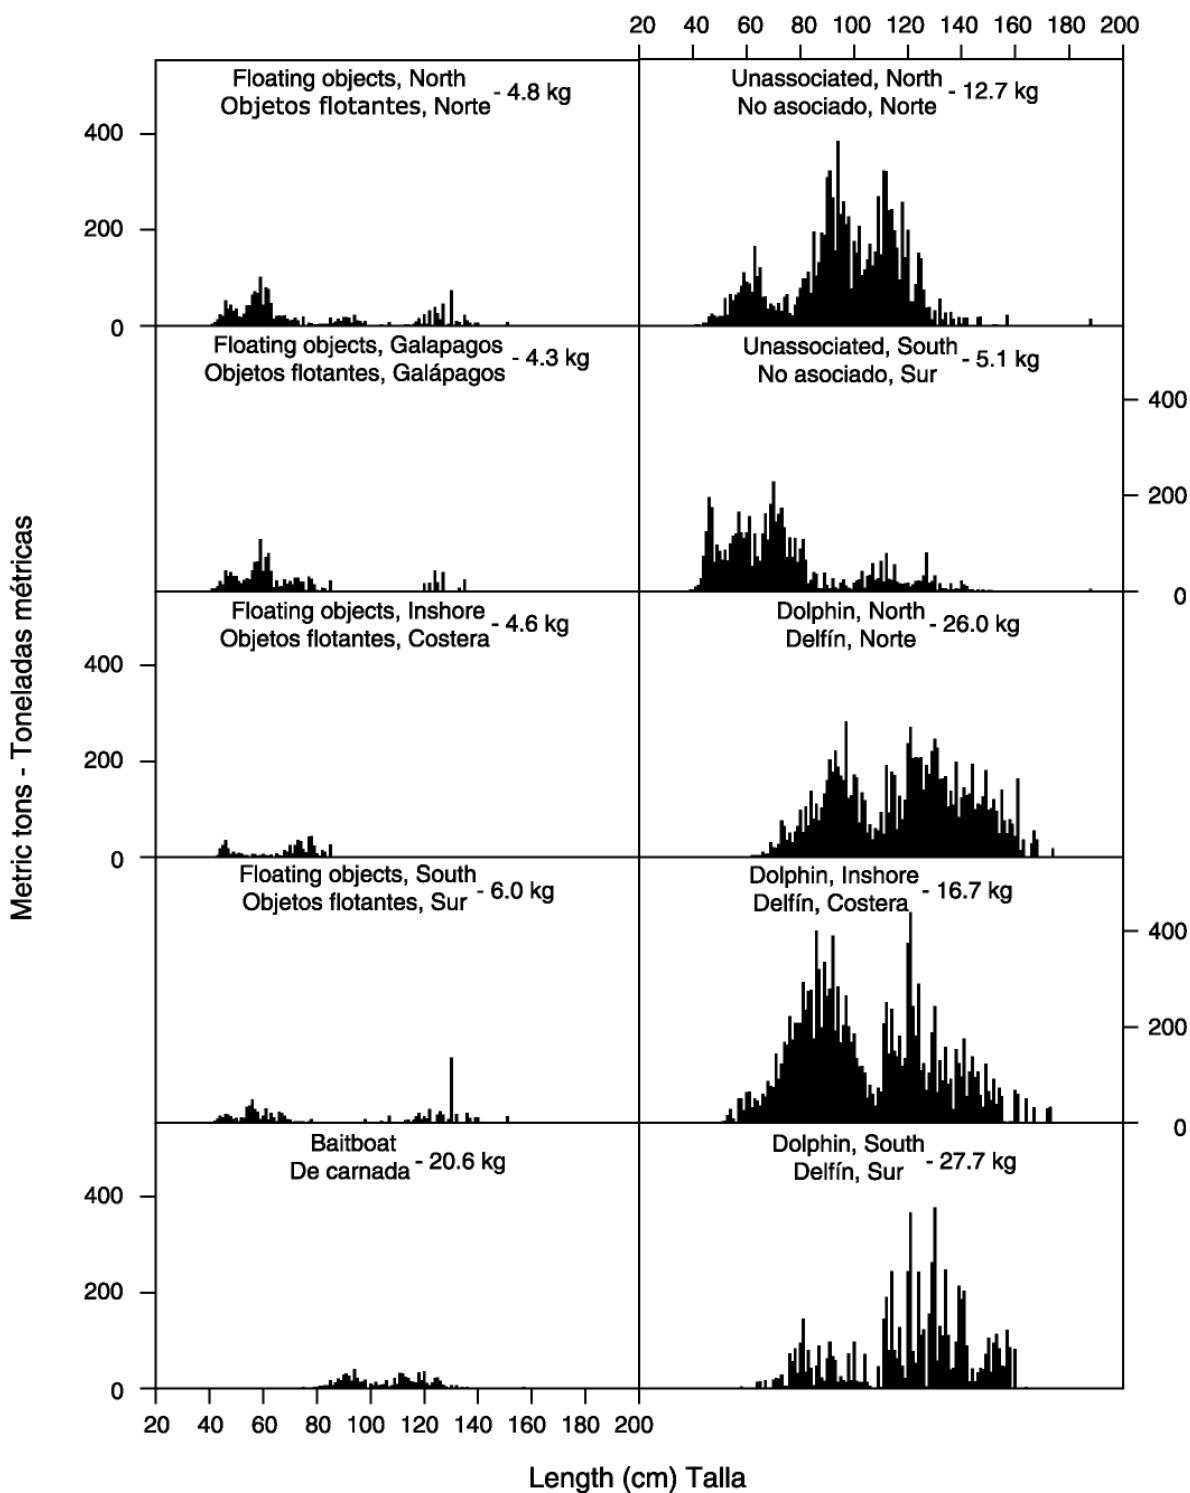 20 40 60 80 100 120 140 160 180 200
Floating objects, North
Objetos flotantes, Norte
- 4.8 kg
Unassociated, North
No asociado, Norte
- 12.7 kg
400
200
0
Floating objects, Galapagos
Objetos flotantes, Galápagos
- 4.3 kg
Unassociated, South
No asociado, Sur
- 5.1 kg
400
200
0
Floating objects, Inshore
Objetos flotantes, Costera
- 4.6 kg
Dolphin, North
Delfín, Norte
- 26.0 kg
400
200
0
Floating objects, South
Objetos flotantes, Sur
- 6.0 kg
Dolphin, Inshore
Delfín, Costera
- 16.7 kg
400
200
0
Baitboat
De carnada
- 20.6 kg
Dolphin, South
Delfín, Sur
- 27.7 kg
400
200
0
20 40 60 80 100 120 140 160 180 200
Metric tons - Toneladas métricas
Length (cm) Talla